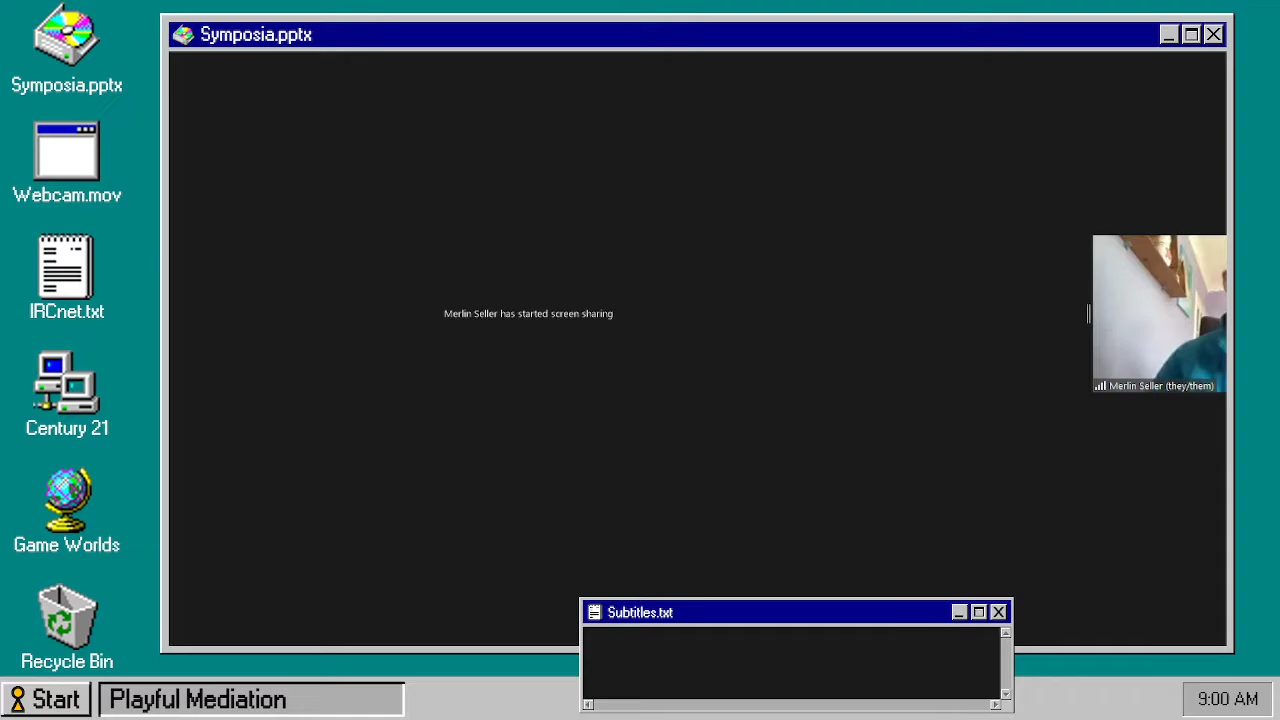 Symposia.pptx
Symposia.pptx
Webcam.mov
IRCnet.txt
Merlin Seller has started screen sharing
Merlin Seller (they/them)
Century 21
Game Worlds
Subtitles.txt
Recycle Bin
Start
Playful Mediation
9:00 AM